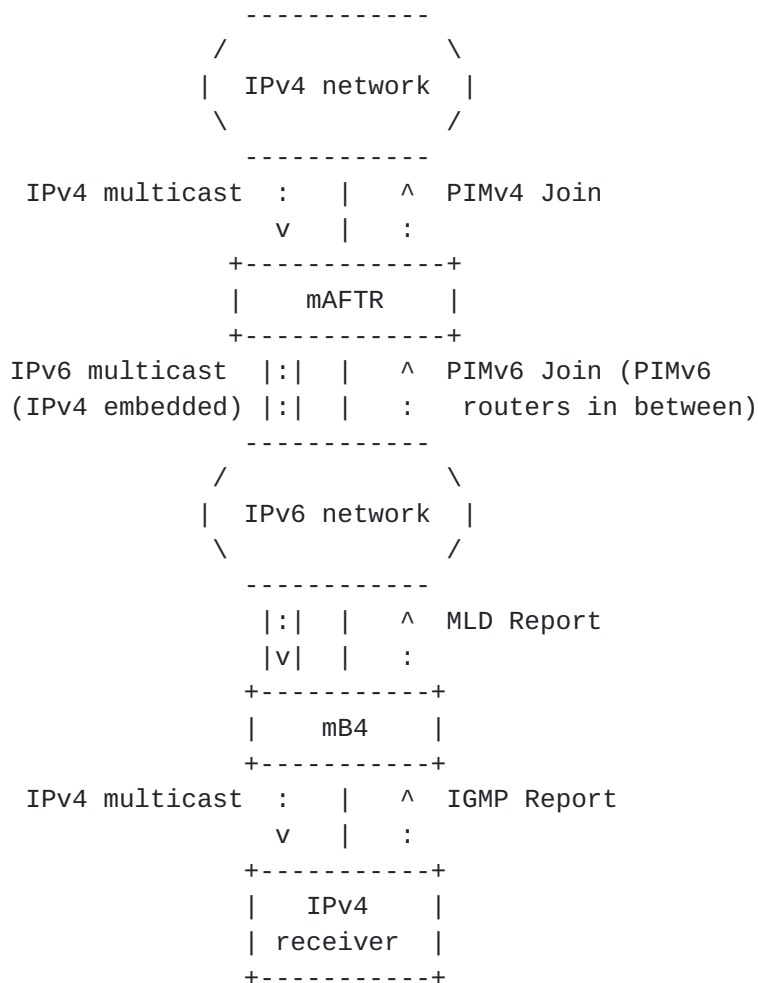 IPv4 network
IPv4 multicast : | ^ PIMv4 Join
v | :
mAFTR
IPv6 multicast |:| | ^ PIMv6 Join (PIMv6
(IPv4 embedded) |:| | : routers in between)
IPv6 network
|:| | ^ MLD Report
|v| | :
mB4
IPv4 multicast : | ^ IGMP Report
v | :
IPv4
receiver